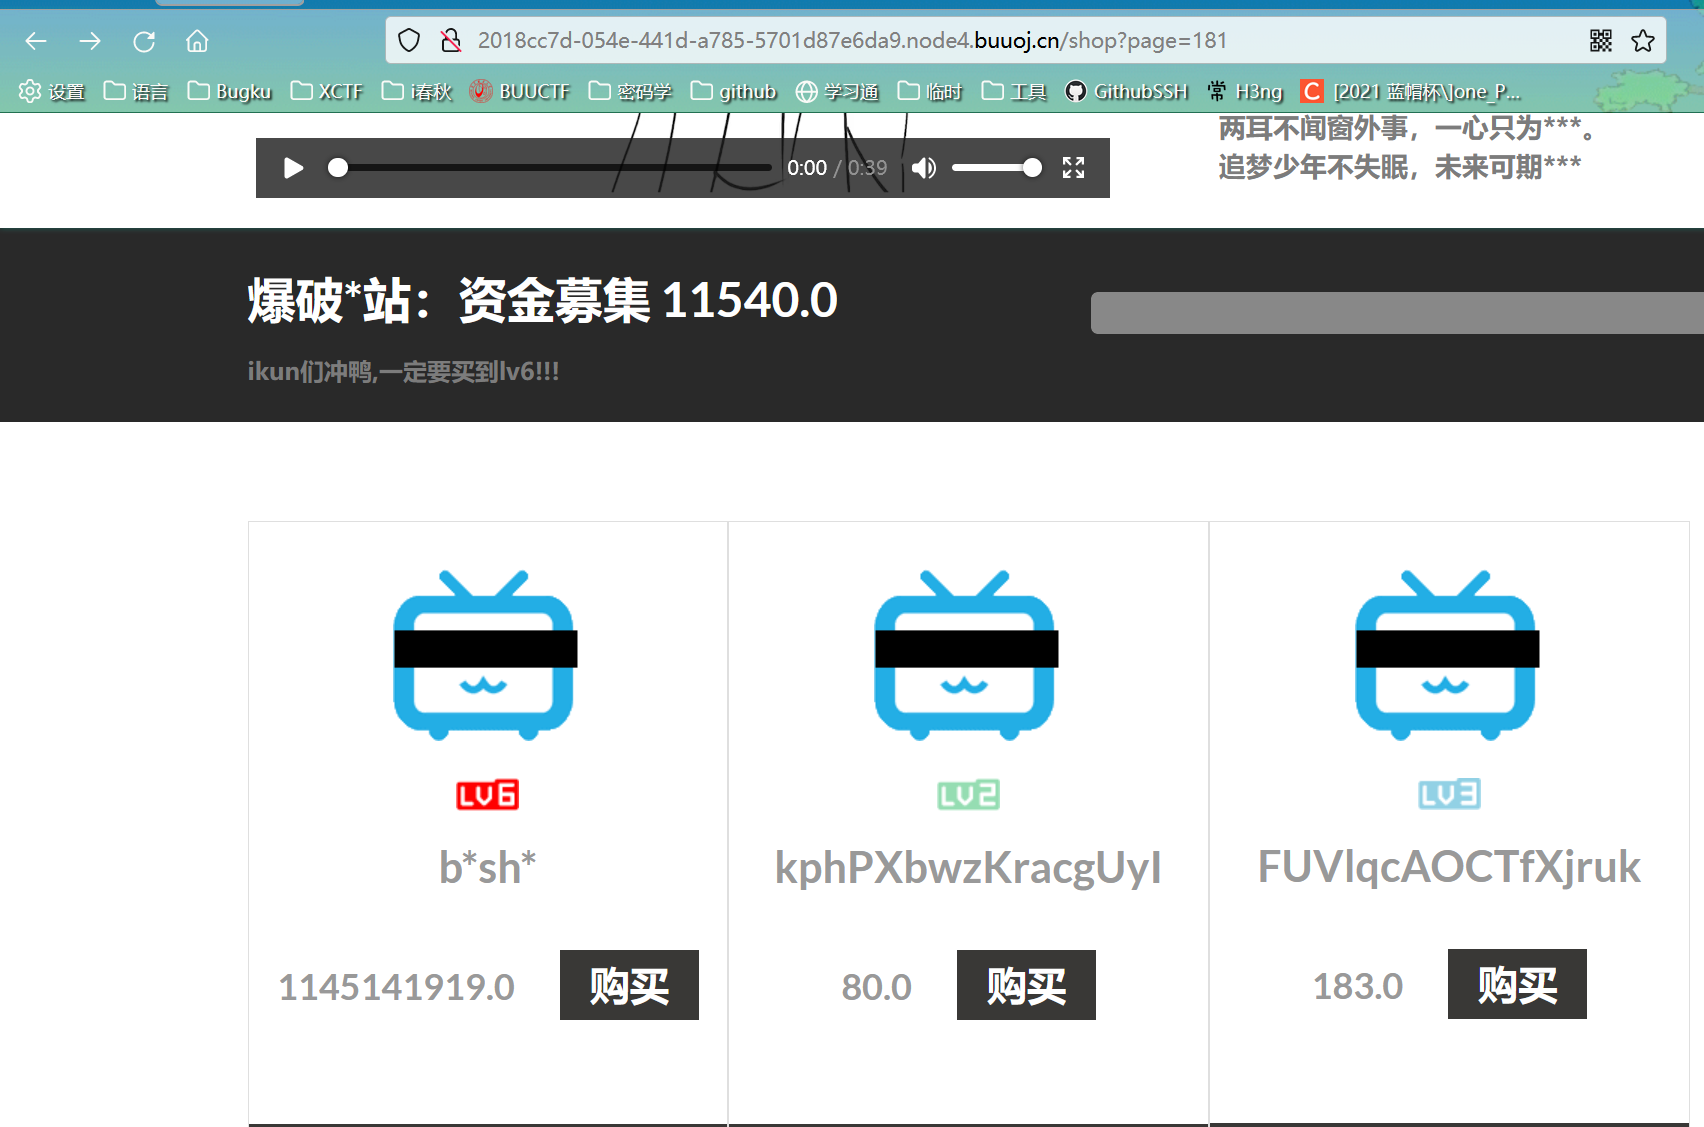 2018cc7d-054e-441d-a785-5701d87e6da9.node4.buuoj.cn/shop?page=181
设置 语言 Bugku XCTF i春秋 BUUCTF 密码学 github 学习通 临时 工具 GithubSSH 常 H3ng C [2021 蓝帽杯\]one_P...
两耳不闻窗外事，一心只为***。
追梦少年不失眠，未来可期***
0:00 / 0:39
爆破*站：资金募集 11540.0
ikun们冲鸭,一定要买到lv6!!!
LV6 LV2 LV3
b*sh* kphPXbwzKracgUyI FUVlqcAOCTfXjruk
1145141919.0 购买 80.0 购买 183.0 购买